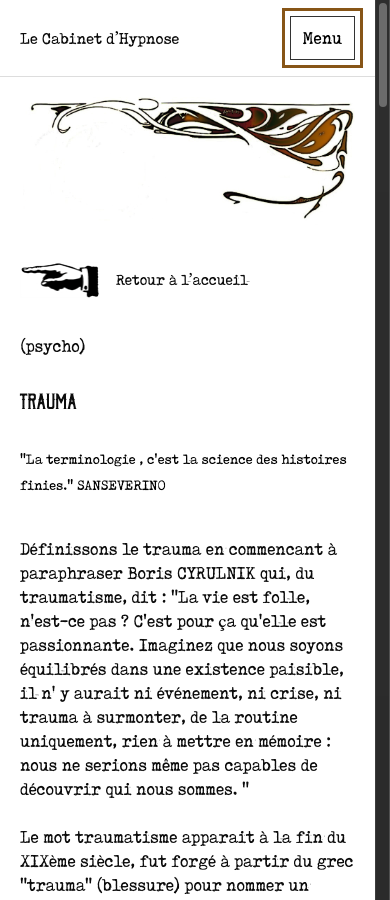 Le Cabinet d'Hypnose
Menu
Retour à l'accueil
(psycho)
TRAUMA
"La terminologie , c'est la science des histoires
finies." SANSEVERINO
Définissons le trauma en commencant à
paraphraser Boris CYRULNIK qui, du
traumatisme, dit : "La vie est folle,
n'est-ce pas ? C'est pour ça qu'elle est
passionnante. Imaginez que nous soyons
équilibrés dans une existence paisible,
il n' y aurait ni événement, ni crise, ni
trauma à surmonter, de la routine
uniquement, rien à mettre en mémoire :
nous ne serions même pas capables de
découvrir qui nous sommes. "
Le mot traumatisme apparait à la fin du
XIXème siècle, fut forgé à partir du grec
"trauma" (blessure) pour nommer un